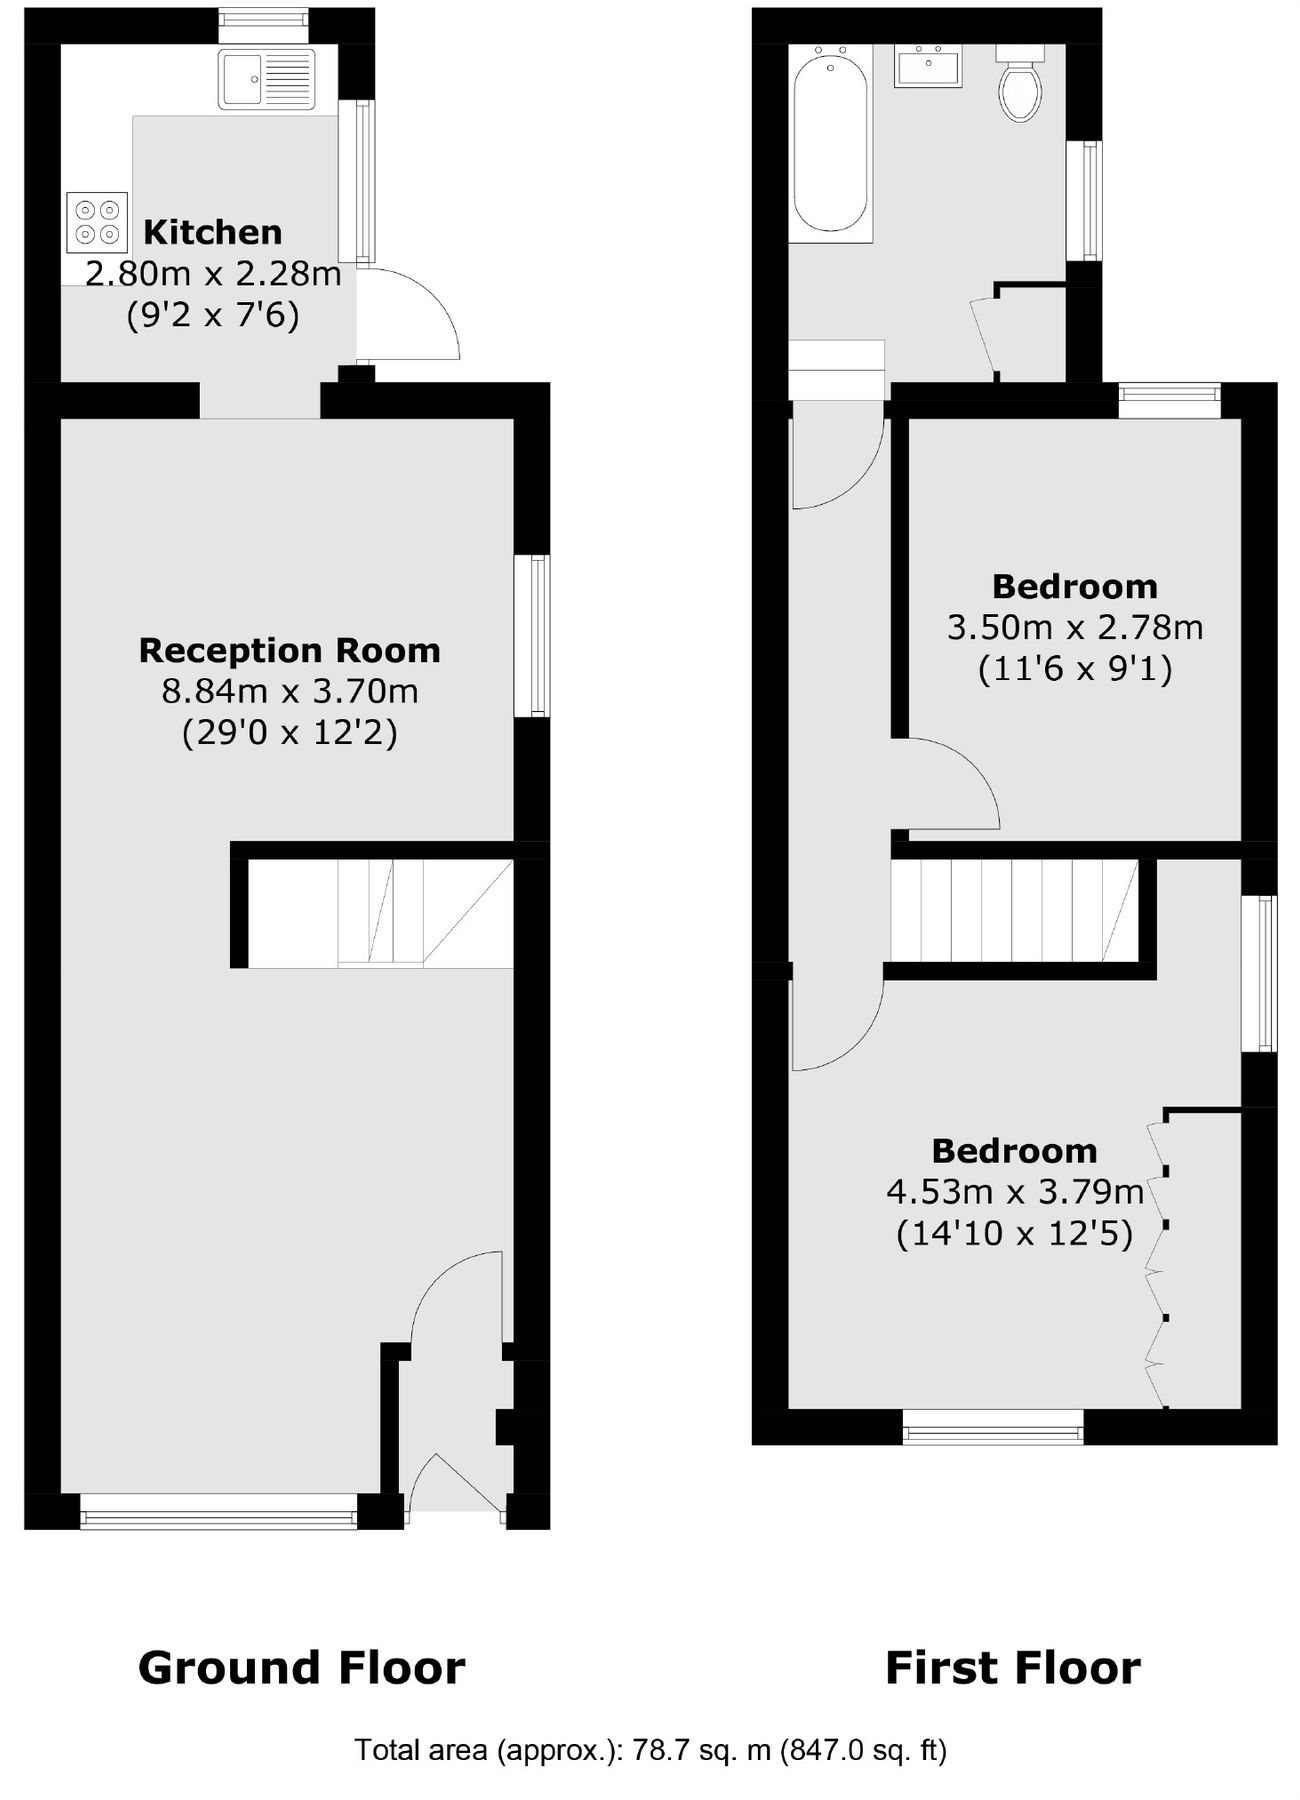 Kitchen
2.80m x 2.28m
(9'2 x 7'6)
Reception Room
8.84m x 3.70m
(29'0 x 12'2)
Bedroom
3.50m x 2.78m
(11'6 x 9'1)
Bedroom
4.53m x 3.79m
(14'10 x 12'5)
Ground Floor
First Floor
Total area (approx.): 78.7 sq. m (847.0 sq. ft)